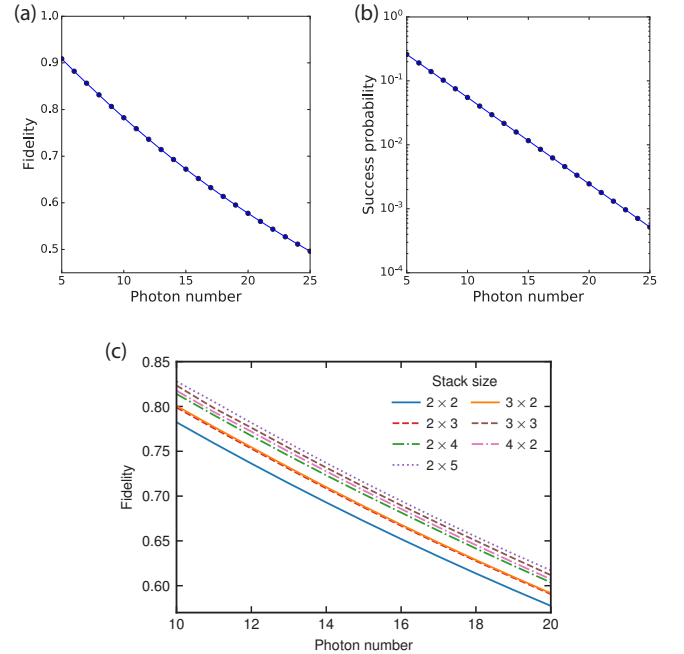 (a)
1.0
0.9
0.8
0.7
0.6
0.5
Fidelity
5 10 15 20 25
Photon number
(b)
10⁰
10⁻¹
10⁻²
10⁻³
10⁻⁴
Success probability
5 10 15 20 25
Photon number
(c)
0.85
0.80
0.75
0.70
0.65
0.60
Fidelity
Stack size
2 × 2 3 × 2
2 × 3 3 × 3
2 × 4 4 × 2
2 × 5
10 12 14 16 18 20
Photon number